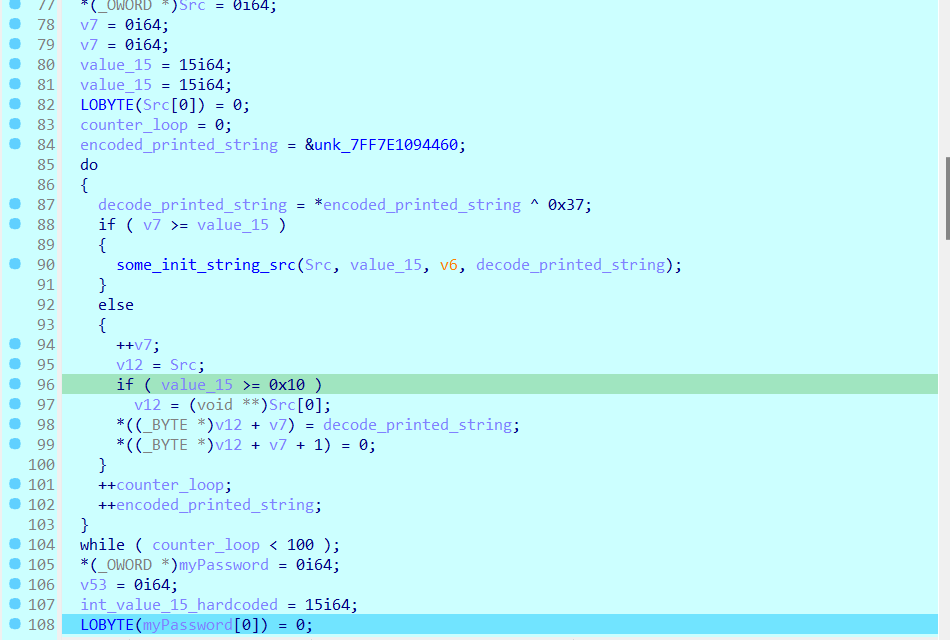 77 *(_OWORD *)Src = 0i64;
78 v7 = 0i64;
79 v7 = 0i64;
80 value_15 = 15i64;
81 value_15 = 15i64;
82 LOBYTE(Src[0]) = 0;
83 counter_loop = 0;
84 encoded_printed_string = &unk_7FF7E1094460;
85 do
86 {
87 decode_printed_string = *encoded_printed_string ^ 0x37;
88 if ( v7 >= value_15 )
89 {
90 some_init_string_src(Src, value_15, v6, decode_printed_string);
91 }
92 else
93 {
94 ++v7;
95 v12 = Src;
96 if ( value_15 >= 0x10 )
97 v12 = (void **)Src[0];
98 *((_BYTE *)v12 + v7) = decode_printed_string;
99 *((_BYTE *)v12 + v7 + 1) = 0;
100 }
101 ++counter_loop;
102 ++encoded_printed_string;
103 }
104 while ( counter_loop < 100 );
105 *(_OWORD *)myPassword = 0i64;
106 v53 = 0i64;
107 int_value_15_hardcoded = 15i64;
108 LOBYTE(myPassword[0]) = 0;